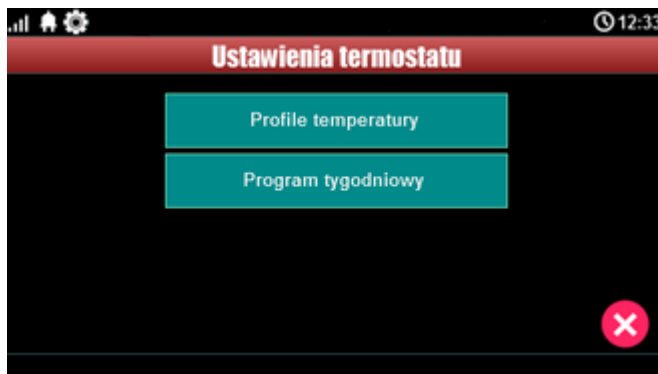 12:33
Ustawienia termostatu
Profile temperatury
Program tygodniowy